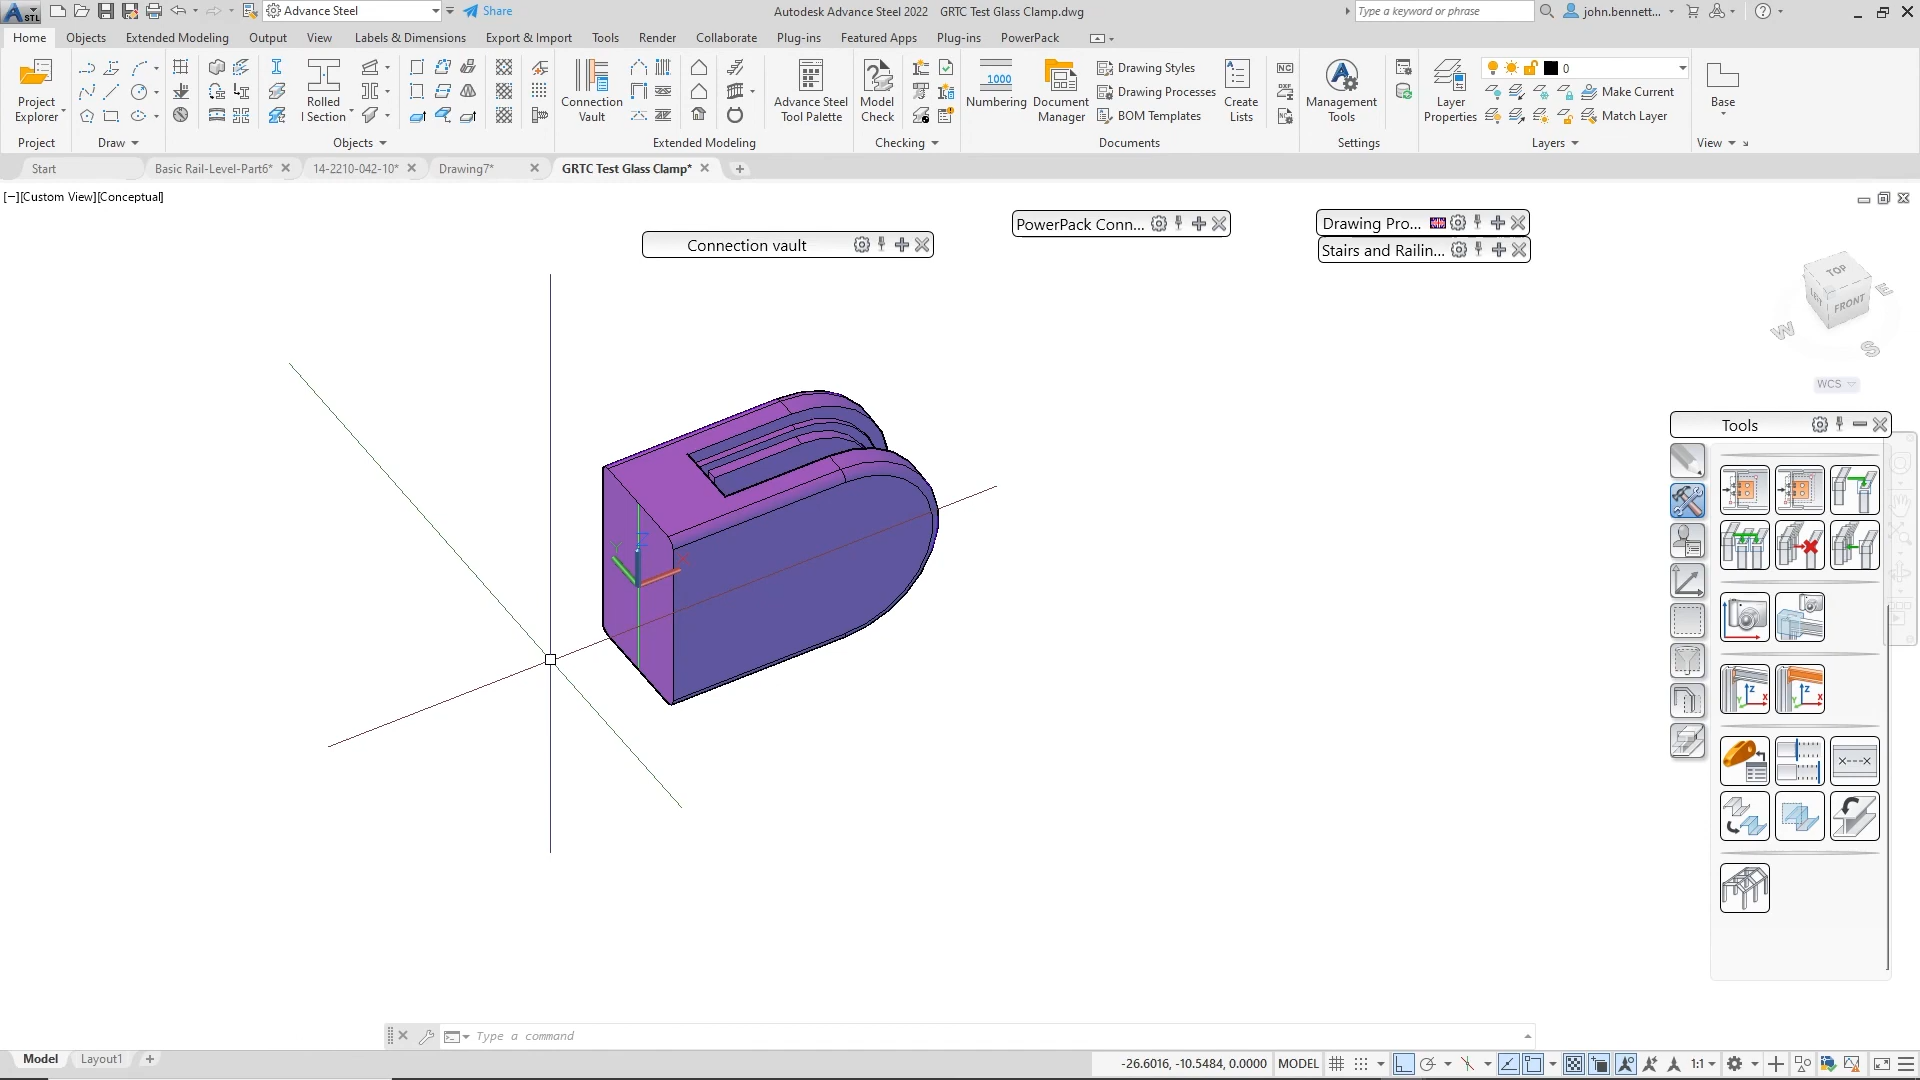 STL
Advance Steel
Share
Autodesk Advance Steel 2022 GRTC Test Glass Clamp.dwg
Type a keyword or phrase
john.bennett...
Home Objects Extended Modeling Output View Labels & Dimensions Export & Import Tools Render Collaborate Plug-ins Featured Apps Plug-ins PowerPack
Project Explorer
Rolled I Section
Connection Vault
Advance Steel Tool Palette
Model Check
1000
Numbering
Document Manager
Drawing Styles
Drawing Processes
BOM Templates
Create Lists
NC
DXF
NC
Management Tools
Layer Properties
0
Make Current
Match Layer
Base
Project Draw Objects Extended Modeling Checking Documents Settings Layers View
Start Basic Rail-Level-Part6* 14-2210-042-10* Drawing7* GRTC Test Glass Clamp*
[−][Custom View][Conceptual]
Connection vault
PowerPack Conn...
Drawing Pro...
Stairs and Railin...
TOP
LEFT
FRONT
E
W
S
WCS
Tools
Z
Z
X
Z
X
Y
Y
X---X
Type a command
Model Layout1
-26.6016, -10.5484, 0.0000 MODEL
1:1